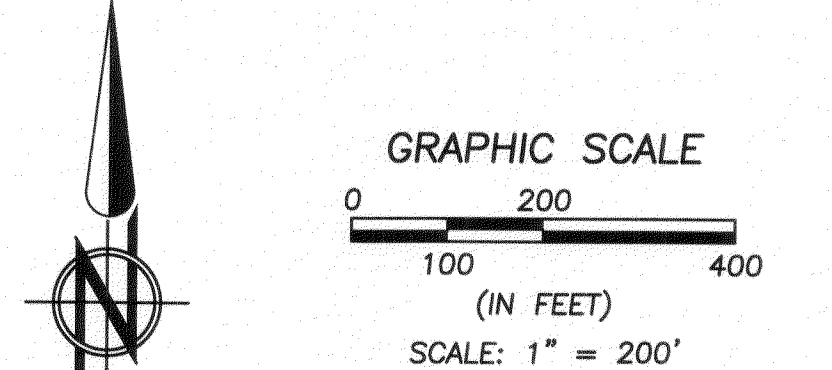 GRAPHIC SCALE
0 200
100 400
(IN FEET)
SCALE: 1" = 200'
N